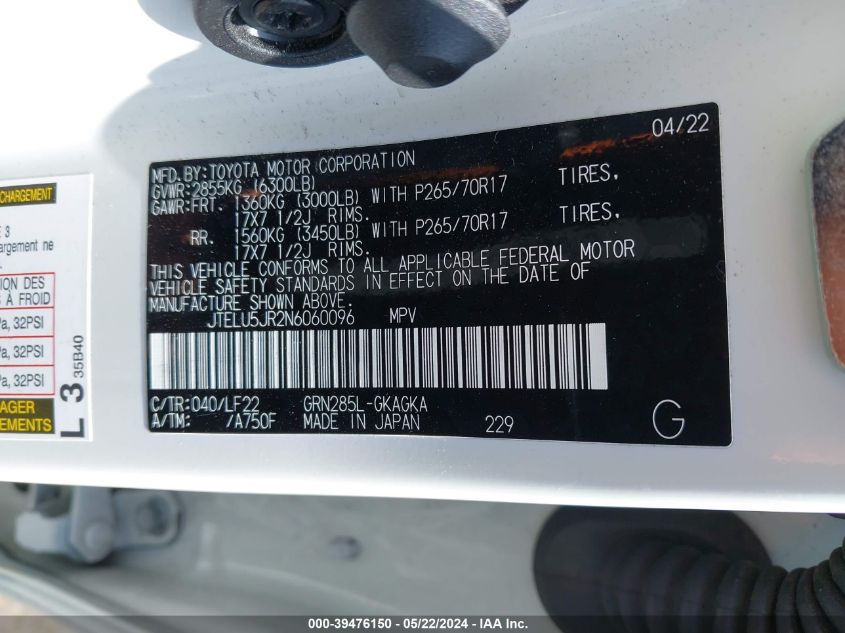 04/22
MFD. BY:TOYOTA MOTOR CORPORATION
GVWR:2855KG (6300LB)
GAWR:FRT. 1360KG (3000LB) WITH P265/70R17 TIRES,
17X7 1/2J RIMS.
RR. 1560KG (3450LB) WITH P265/70R17 TIRES,
17X7 1/2J RIMS.
THIS VEHICLE CONFORMS TO ALL APPLICABLE FEDERAL MOTOR
VEHICLE SAFETY STANDARDS IN EFFECT ON THE DATE OF
MANUFACTURE SHOWN ABOVE.
JTELU5JR2N6060096 MPV
C/TR:040/LF22 GRN285L-GKAGKA
A/TM: /A750F MADE IN JAPAN 229
G
CHARGEMENT
3
argement ne
ION DES
À FROID
a, 32PSI
a, 32PSI
a, 32PSI
AGER
EMENTS
L 3 35B40
000-39476150 - 05/22/2024 - IAA Inc.